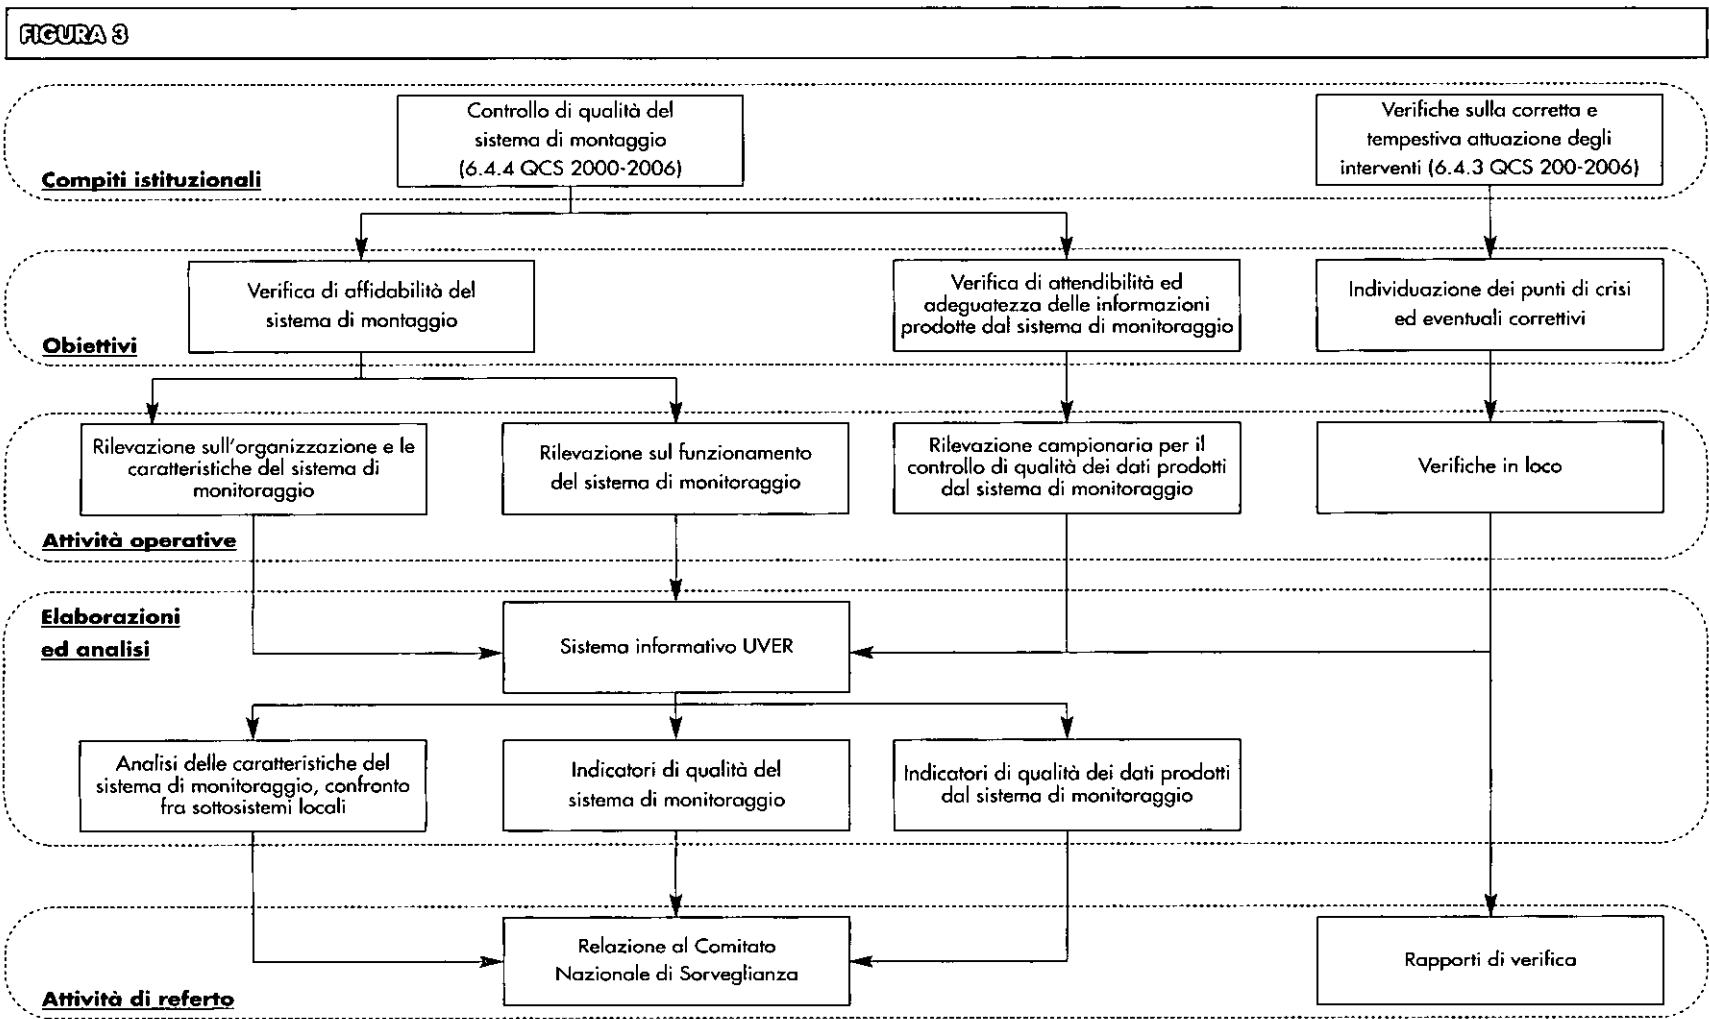 FIGURA 3
Controllo di qualità del
sistema di montaggio
(6.4.4 QCS 2000-2006)
Verifiche sulla corretta e
tempestiva attuazione degli
interventi (6.4.3 QCS 200-2006)
Compiti istituzionali
Verifica di affidabilità del
sistema di montaggio
Verifica di attendibilità ed
adeguatezza delle informazioni
prodotte dal sistema di monitoraggio
Individuazione dei punti di crisi
ed eventuali correttivi
Obiettivi
Rilevazione sull'organizzazione e le
caratteristiche del sistema di
monitoraggio
Rilevazione sul funzionamento
del sistema di monitoraggio
Rilevazione campionaria per il
controllo di qualità dei dati prodotti
dal sistema di monitoraggio
Verifiche in loco
Attività operative
Elaborazioni
ed analisi
Sistema informativo UVER
Analisi delle caratteristiche del
sistema di monitoraggio, confronto
fra sottosistemi locali
Indicatori di qualità del
sistema di monitoraggio
Indicatori di qualità dei dati prodotti
dal sistema di monitoraggio
Relazione al Comitato
Nazionale di Sorveglianza
Rapporti di verifica
Attività di referto